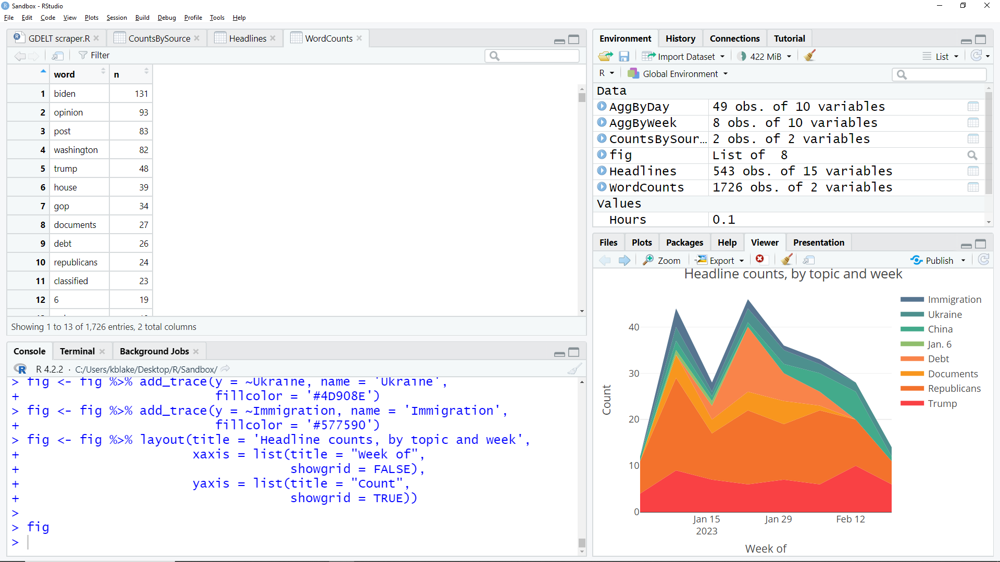 Sandbox - RStudio
File Edit Code View Plots Session Build Debug Profile Tools Help
GDELT scraper.R CountsBySource Headlines WordCounts
Filter
word n
1 biden 131
2 opinion 93
3 post 83
4 washington 82
5 trump 48
6 house 39
7 gop 34
8 documents 27
9 debt 26
10 republicans 24
11 classified 23
12 6 19
Showing 1 to 13 of 1,726 entries, 2 total columns
Console Terminal Background Jobs
R R 4.2.2 · C:/Users/kblake/Desktop/R/Sandbox/
> fig <- fig %>% add_trace(y = ~Ukraine, name = 'Ukraine',
+ fillcolor = '#4D908E')
> fig <- fig %>% add_trace(y = ~Immigration, name = 'Immigration',
+ fillcolor = '#577590')
> fig <- fig %>% layout(title = 'Headline counts, by topic and week',
+ xaxis = list(title = "Week of",
+ showgrid = FALSE),
+ yaxis = list(title = "Count",
+ showgrid = TRUE))
>
> fig
>
Environment History Connections Tutorial
Import Dataset 422 MiB List
R Global Environment
Data
AggByDay 49 obs. of 10 variables
AggByWeek 8 obs. of 10 variables
CountsBySour… 2 obs. of 2 variables
fig List of 8
Headlines 543 obs. of 15 variables
WordCounts 1726 obs. of 2 variables
Values
Hours 0.1
Files Plots Packages Help Viewer Presentation
Zoom Export Publish
Headline counts, by topic and week
Immigration
Ukraine
China
Jan. 6
Debt
Documents
Republicans
Trump
Count
40
30
20
10
0
Jan 15 Jan 29 Feb 12
2023
Week of